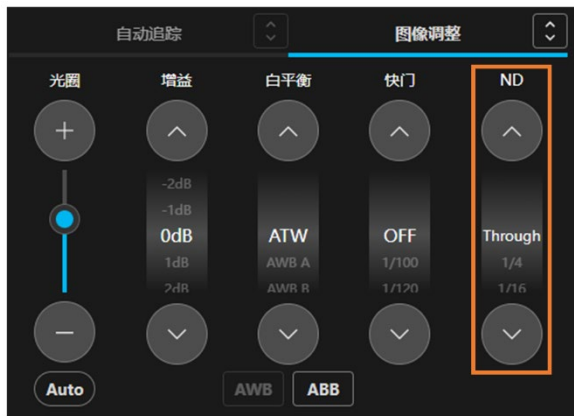 自动追踪 图像调整
光圈 增益 白平衡 快门 ND
-2dB
-1dB
0dB ATW OFF Through
1dB AWB A 1/100 1/4
2dB AWB B 1/120 1/16
Auto AWB ABB